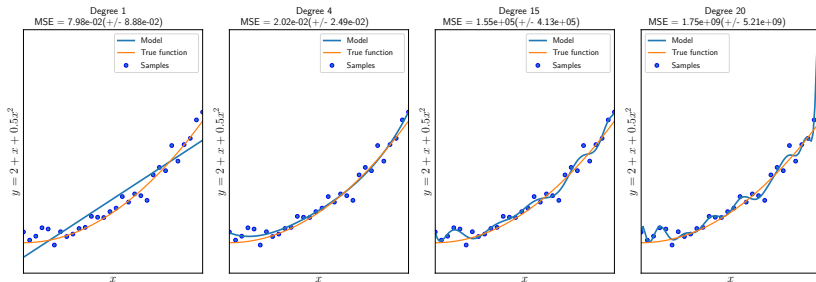 Degree 1
MSE = 7.98e-02(+/- 8.88e-02)
Model
True function
Samples
y = 2 + x + 0.5x²
x
Degree 4
MSE = 2.02e-02(+/- 2.49e-02)
Model
True function
Samples
y = 2 + x + 0.5x²
x
Degree 15
MSE = 1.55e+05(+/- 4.13e+05)
Model
True function
Samples
y = 2 + x + 0.5x²
x
Degree 20
MSE = 1.75e+09(+/- 5.21e+09)
Model
True function
Samples
y = 2 + x + 0.5x²
x